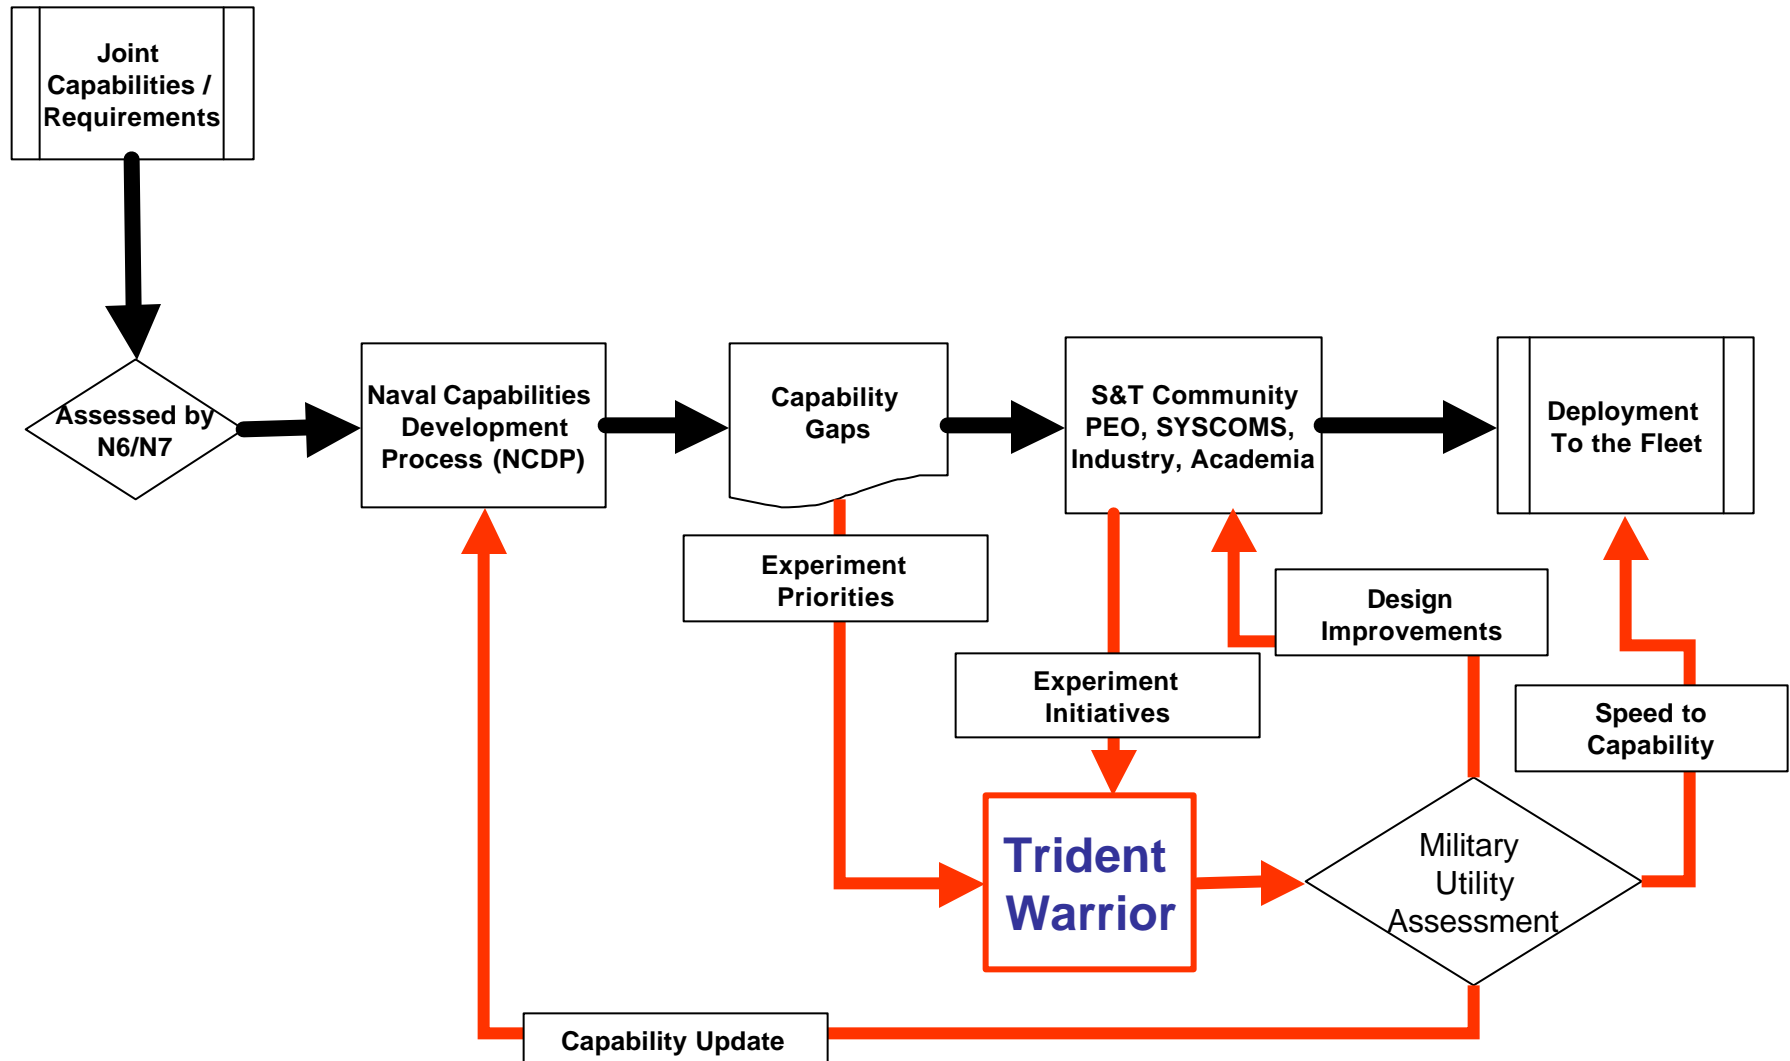 Joint
Capabilities /
Requirements
Assessed by
N6/N7
Naval Capabilities
Development
Process (NCDP)
Capability
Gaps
S&T Community
PEO, SYSCOMS,
Industry, Academia
Deployment
To the Fleet
Experiment
Priorities
Experiment
Initiatives
Design
Improvements
Speed to
Capability
Trident
Warrior
Military
Utility
Assessment
Capability Update